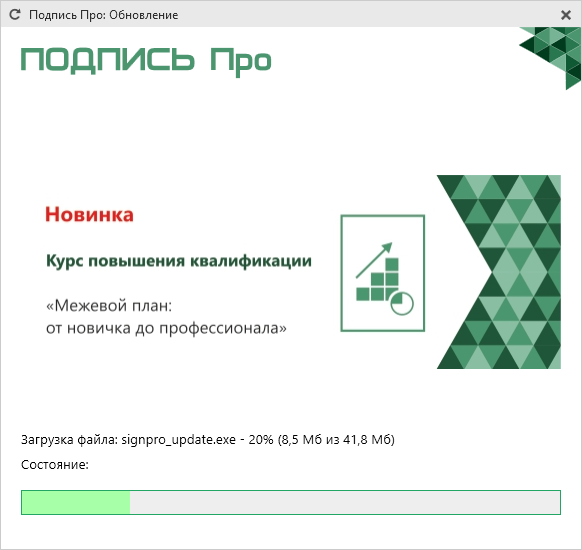 Подпись Про: Обновление
ПОДПИСЬ Про
Новинка
Курс повышения квалификации
«Межевой план:
от новичка до профессионала»
Загрузка файла: signpro_update.exe - 20% (8,5 Мб из 41,8 Мб)
Состояние: